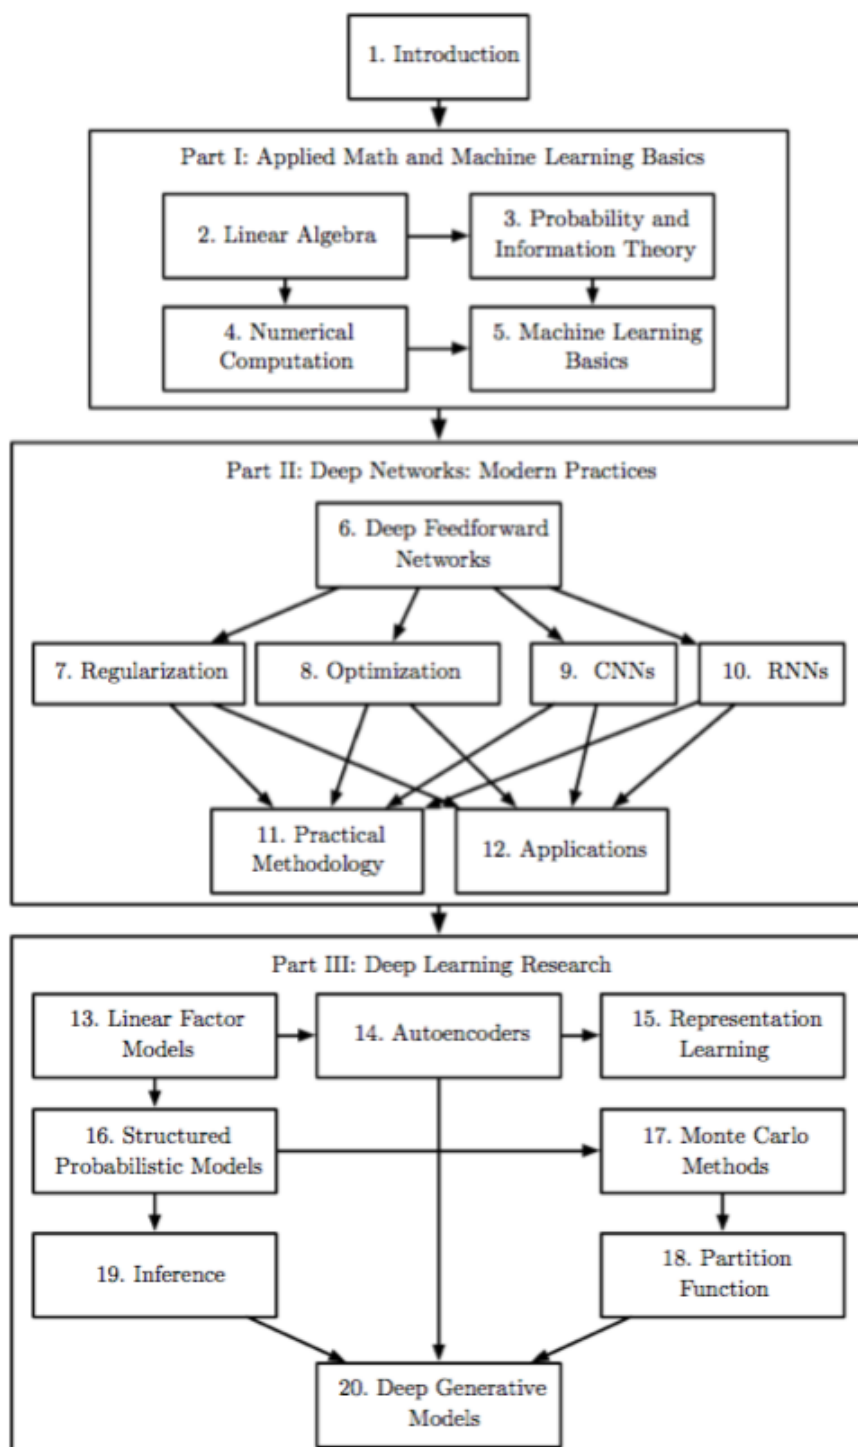 1. Introduction
Part I: Applied Math and Machine Learning Basics
2. Linear Algebra
3. Probability and
Information Theory
4. Numerical
Computation
5. Machine Learning
Basics
Part II: Deep Networks: Modern Practices
6. Deep Feedforward
Networks
7. Regularization
8. Optimization
9. CNNs
10. RNNs
11. Practical
Methodology
12. Applications
Part III: Deep Learning Research
13. Linear Factor
Models
14. Autoencoders
15. Representation
Learning
16. Structured
Probabilistic Models
17. Monte Carlo
Methods
19. Inference
18. Partition
Function
20. Deep Generative
Models